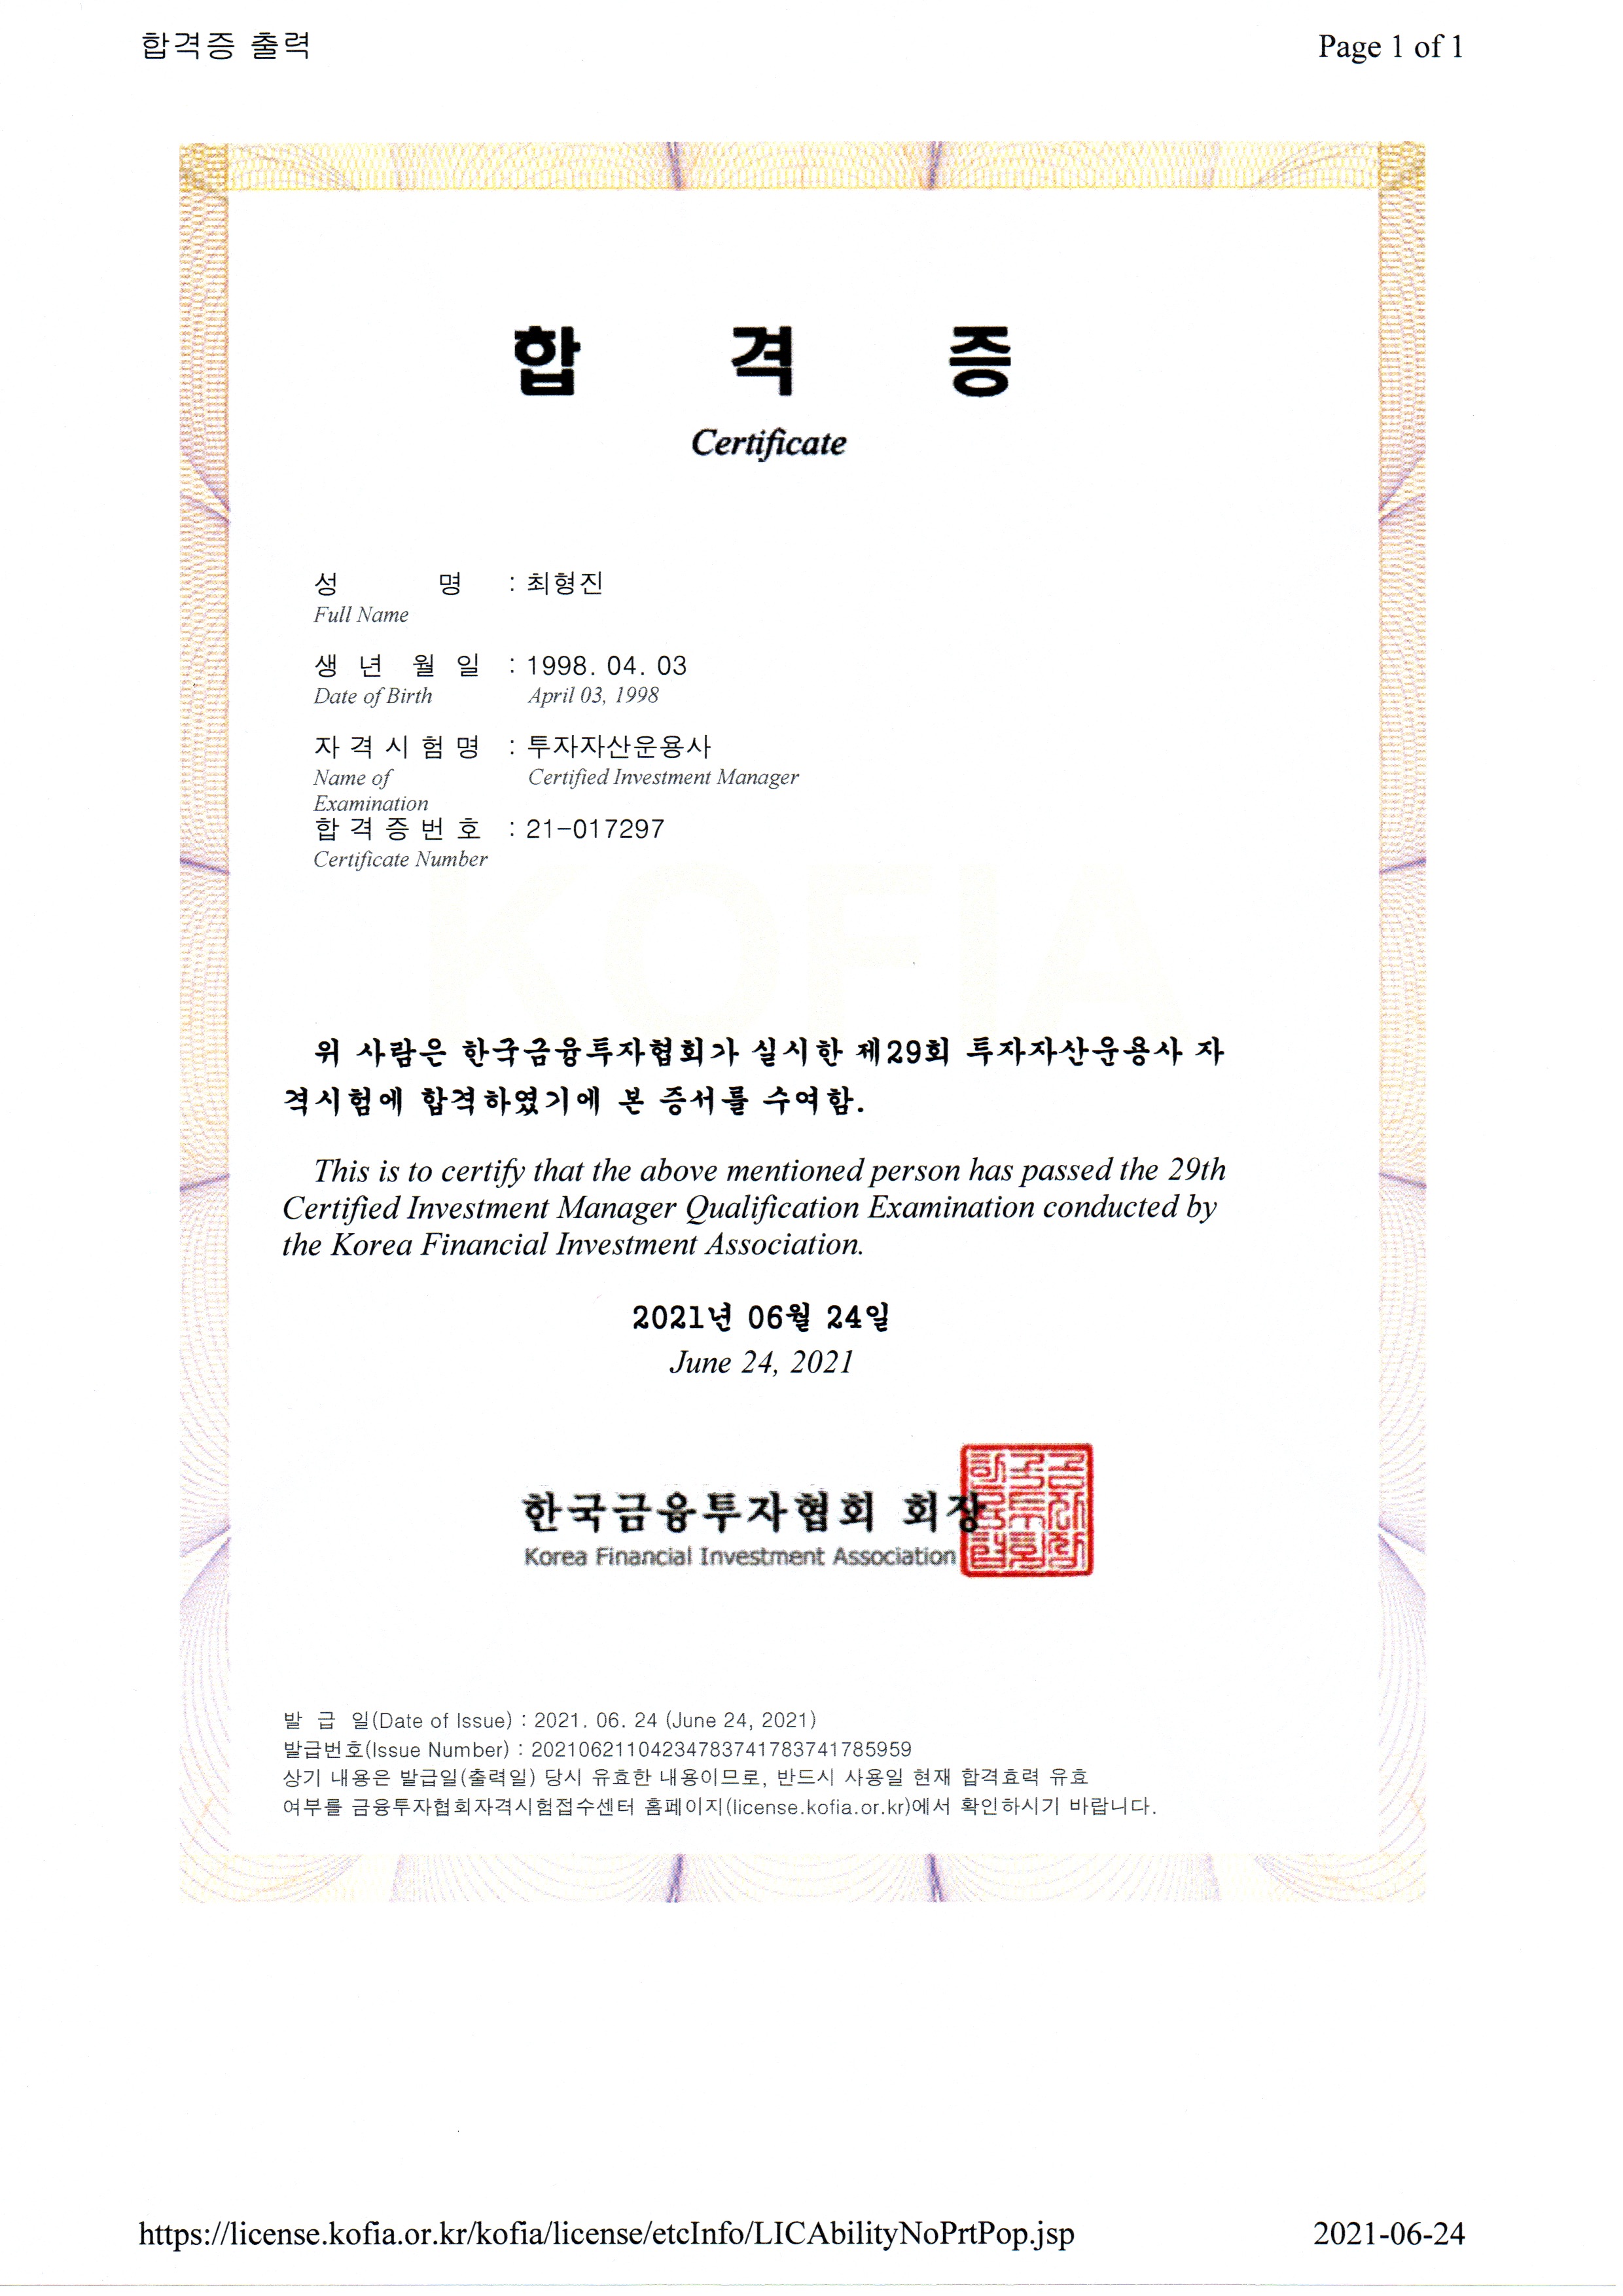 합격증 출력
Page 1 of 1
합 격 증
Certificate
성 명 : 최형진
Full Name
생 년 월 일 : 1998. 04. 03
Date of Birth April 03, 1998
자 격 시 험 명 : 투자자산운용사
Name of Certified Investment Manager
Examination
합 격 증 번 호 : 21-017297
Certificate Number
KOFIA
위 사람은 한국금융투자협회가 실시한 제29회 투자자산운용사 자
격시험에 합격하였기에 본 증서를 수여함.
This is to certify that the above mentioned person has passed the 29th
Certified Investment Manager Qualification Examination conducted by
the Korea Financial Investment Association.
2021년 06월 24일
June 24, 2021
한국금융투자협회 회장
Korea Financial Investment Association
발 급 일(Date of Issue) : 2021. 06. 24 (June 24, 2021)
발급번호(Issue Number) : 20210621104234783741783741785959
상기 내용은 발급일(출력일) 당시 유효한 내용이므로, 반드시 사용일 현재 합격효력 유효
여부를 금융투자협회자격시험접수센터 홈페이지(license.kofia.or.kr)에서 확인하시기 바랍니다.
https://license.kofia.or.kr/kofia/license/etcInfo/LICAbilityNoPrtPop.jsp
2021-06-24